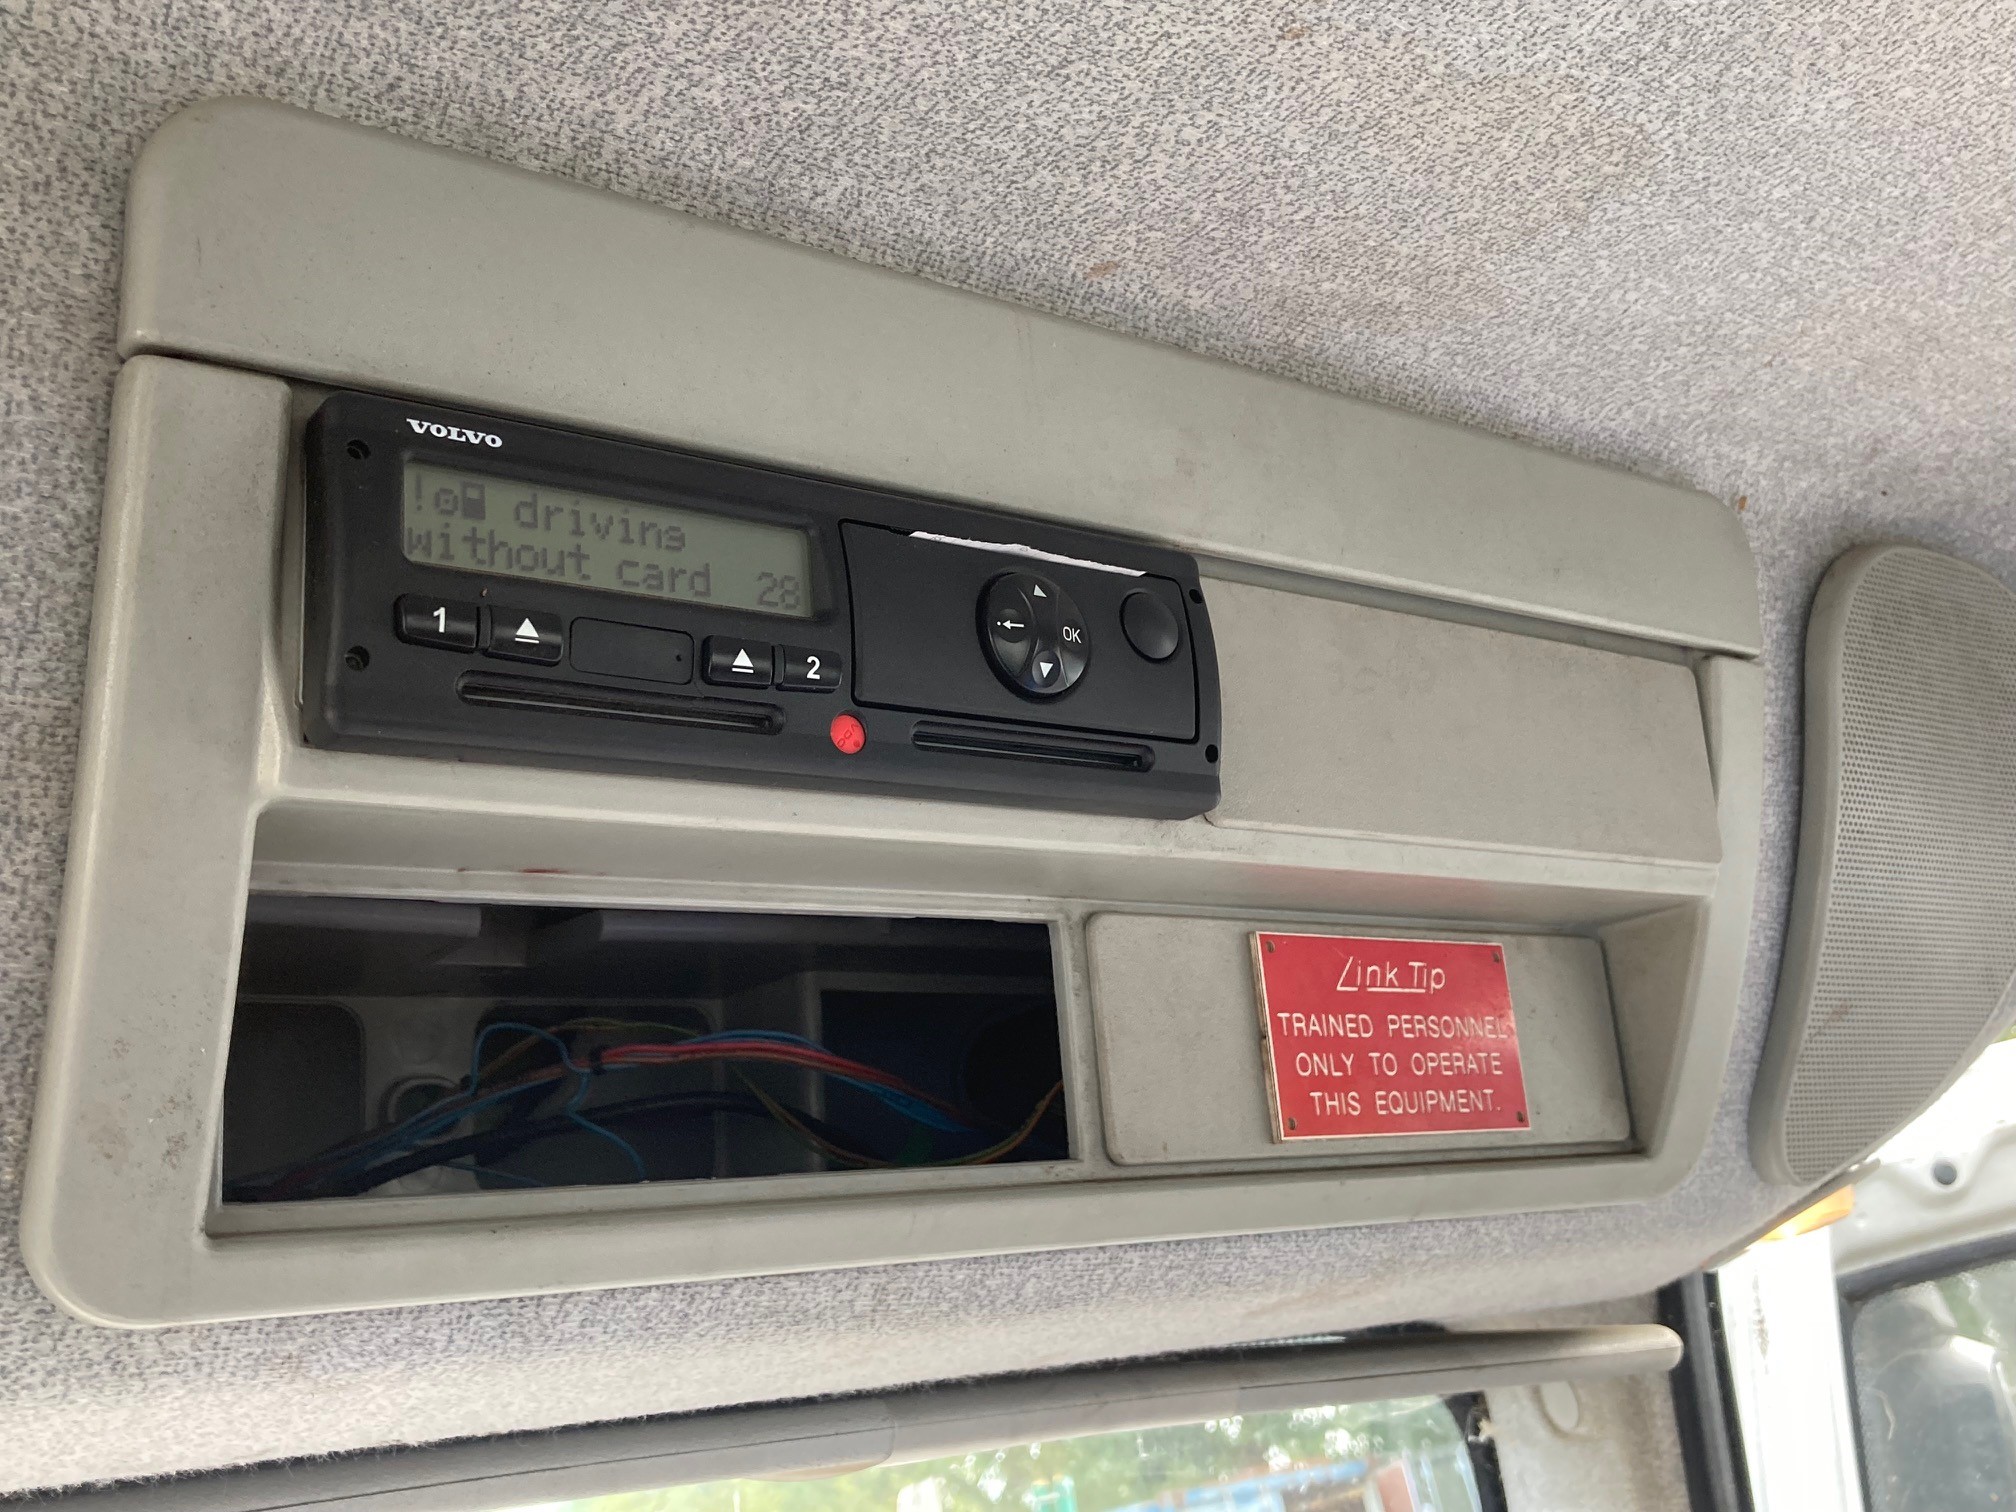 VOLVO
! driving
without card 28
1
2
OK
Link Tip
TRAINED PERSONNEL
ONLY TO OPERATE
THIS EQUIPMENT.